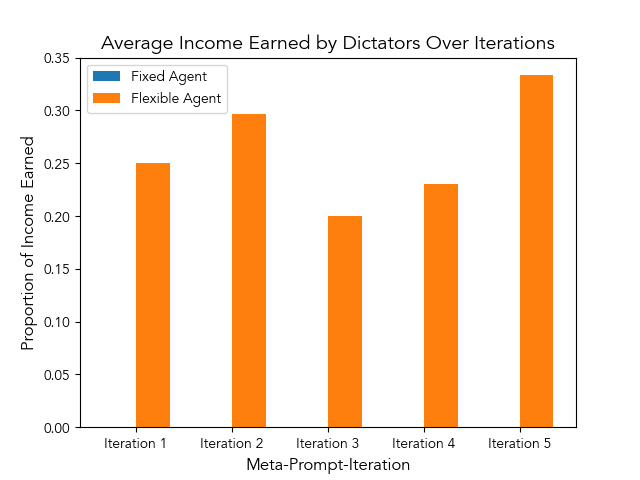 Average Income Earned by Dictators Over Iterations
Fixed Agent
Flexible Agent
Proportion of Income Earned
0.35
0.30
0.25
0.20
0.15
0.10
0.05
0.00
Iteration 1
Iteration 2
Iteration 3
Iteration 4
Iteration 5
Meta-Prompt-Iteration